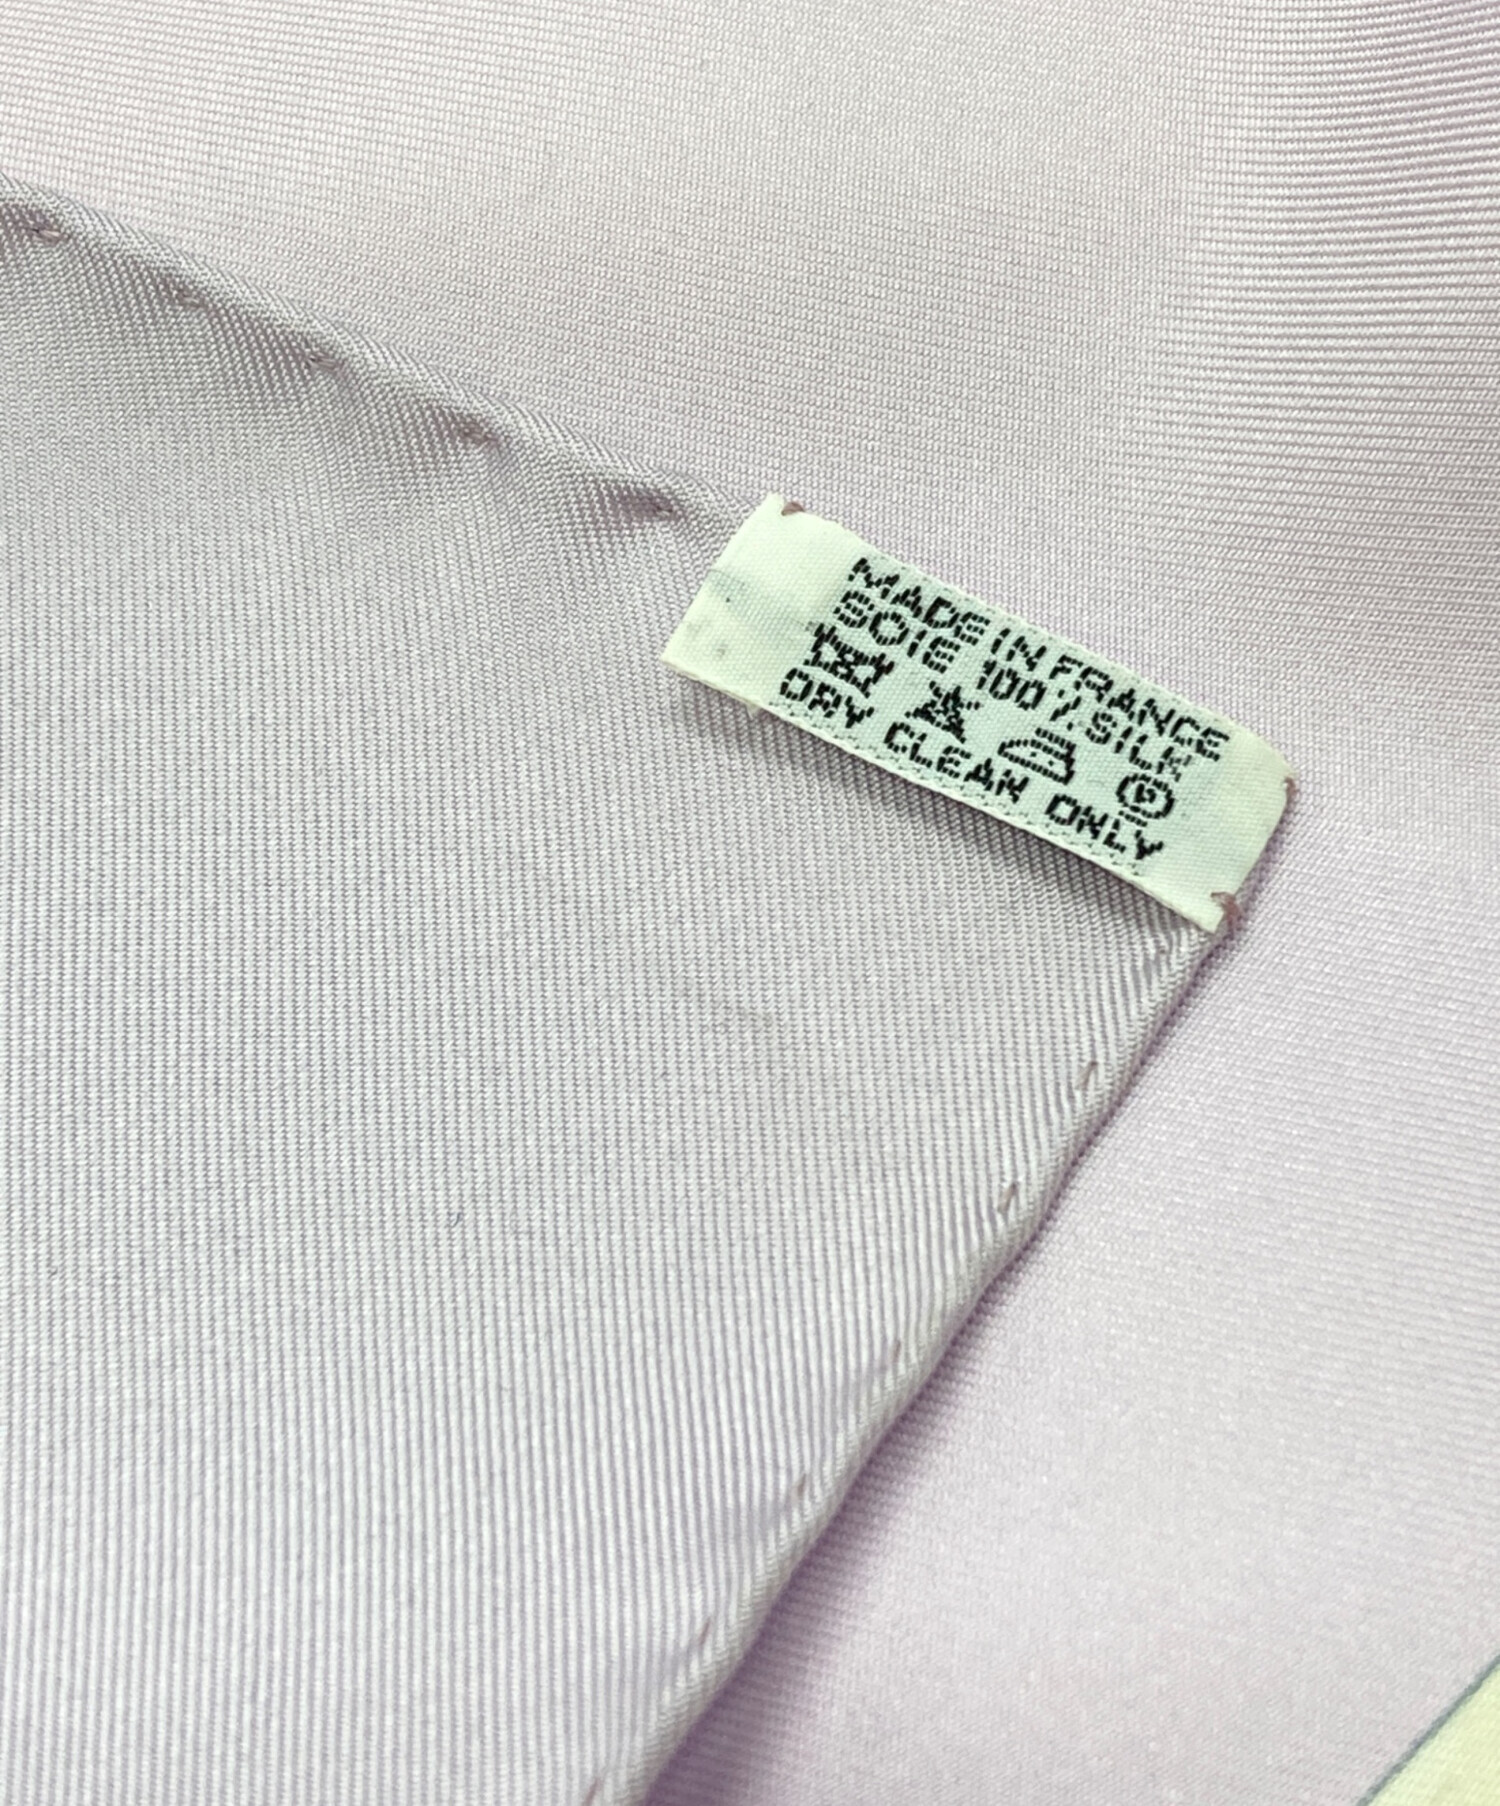 MADE IN FRANCE
SOIE 100% SILK
P
DRY CLEAN ONLY